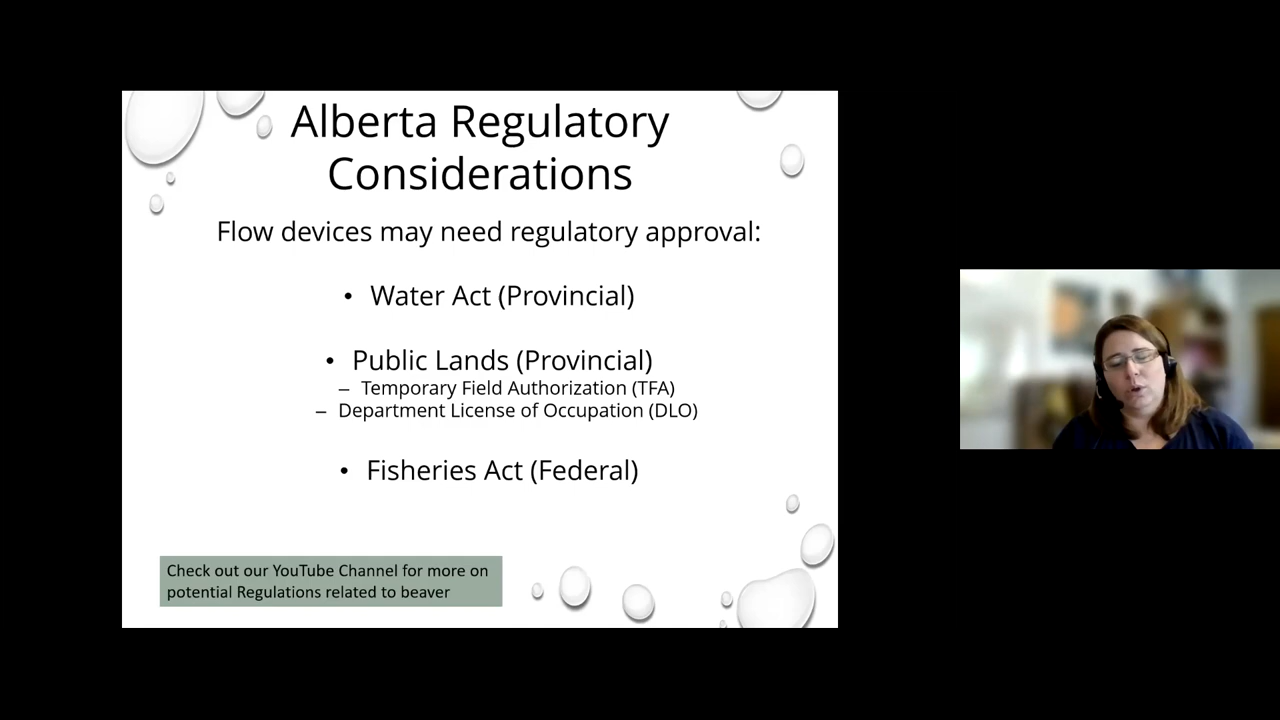 Alberta Regulatory
Considerations
Flow devices may need regulatory approval:
• Water Act (Provincial)
• Public Lands (Provincial)
– Temporary Field Authorization (TFA)
– Department License of Occupation (DLO)
• Fisheries Act (Federal)
Check out our YouTube Channel for more on
potential Regulations related to beaver